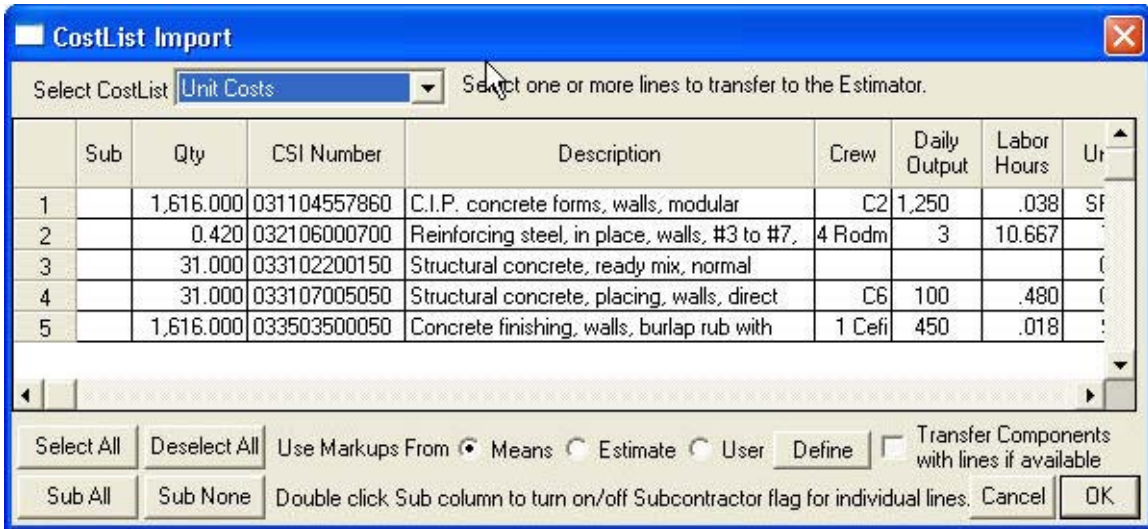 CostList Import
Select CostList Unit Costs Select one or more lines to transfer to the Estimator.
Sub Qty CSI Number Description Crew Daily Output Labor Hours
1 1,616.000 031104557860 C.I.P. concrete forms, walls, modular C2 1,250 .038
2 0.420 032106000700 Reinforcing steel, in place, walls, #3 to #7, 4 Rodm 3 10.667
3 31.000 033102200150 Structural concrete, ready mix, normal
4 31.000 033107005050 Structural concrete, placing, walls, direct C6 100 .480
5 1,616.000 033503500050 Concrete finishing, walls, burlap rub with 1 Cefi 450 .018
Select All Deselect All Use Markups From Means Estimate User Define Transfer Components with lines if available
Sub All Sub None Double click Sub column to turn on/off Subcontractor flag for individual lines. Cancel OK